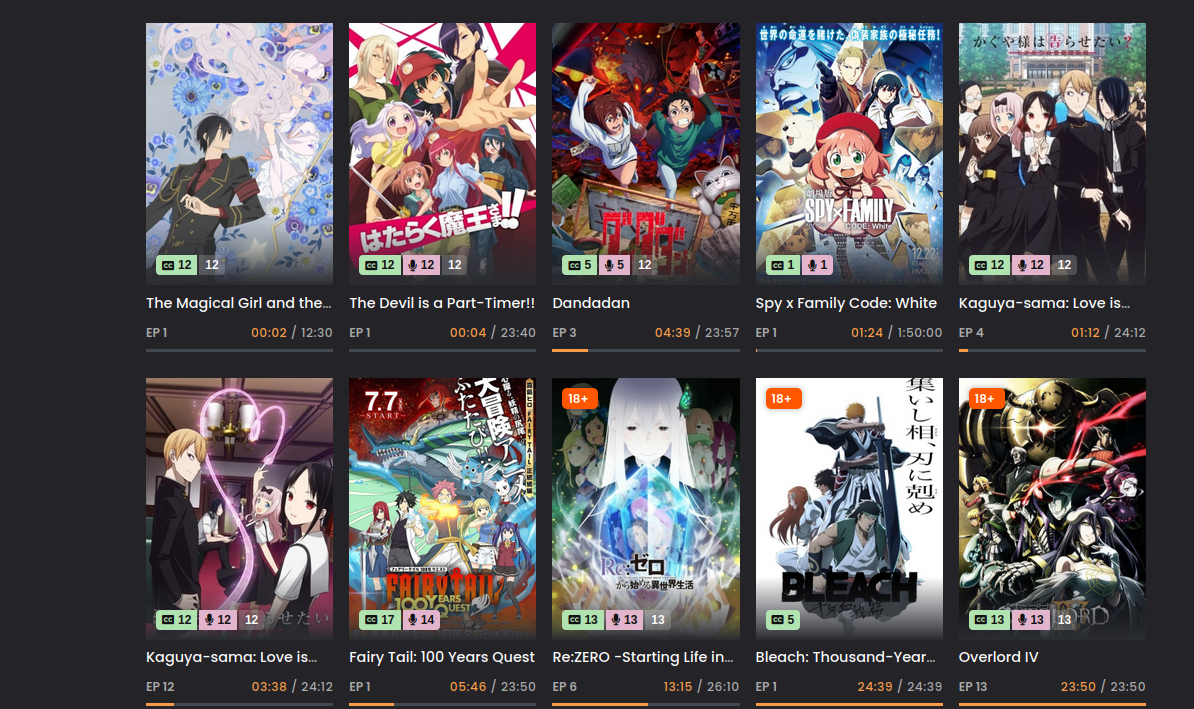 世界の命運を賭けた、偽装家族の極秘任務!
かぐや様は告らせたい?
はたらく魔王さま!!
千万両
劇場版
SPY×FAMILY
CODE: White
12.22
CC 12 12
CC 12 12 12
CC 5 5 12
CC 1 1
CC 12 12 12
The Magical Girl and the...
The Devil is a Part-Timer!!
Dandadan
Spy x Family Code: White
Kaguya-sama: Love is...
EP 1 00:02 / 12:30
EP 1 00:04 / 23:40
EP 3 04:39 / 23:57
EP 1 01:24 / 1:50:00
EP 4 01:12 / 24:12
7.7
START
大冒険
ふたたび!!!
18+
18+
18+
集いし相、刃に剋め
Re:ゼロ
から始める異世界生活
FAIRY TAIL
100 YEARS
QUEST
BLEACH
らせたい
CC 12 12 12
CC 17 14
CC 13 13 13
CC 5
CC 13 13 13
Kaguya-sama: Love is...
Fairy Tail: 100 Years Quest
Re:ZERO -Starting Life in...
Bleach: Thousand-Year...
Overlord IV
EP 12 03:38 / 24:12
EP 1 05:46 / 23:50
EP 6 13:15 / 26:10
EP 1 24:39 / 24:39
EP 13 23:50 / 23:50